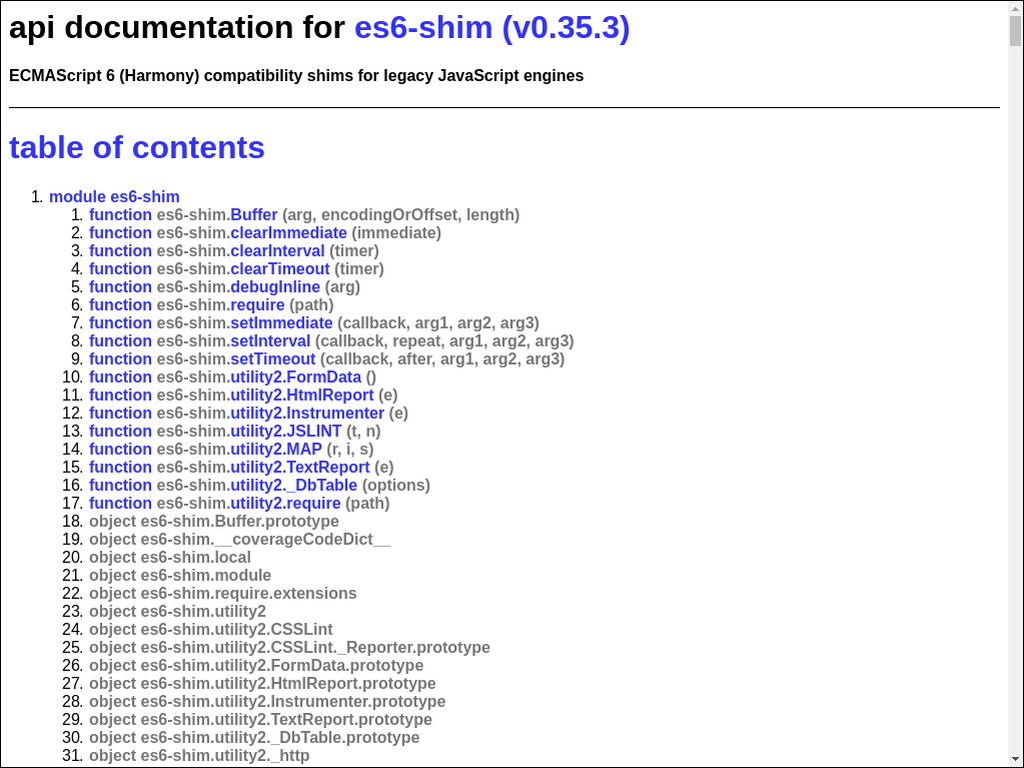 api documentation for es6-shim (v0.35.3)
ECMAScript 6 (Harmony) compatibility shims for legacy JavaScript engines
table of contents
1. module es6-shim
1. function es6-shim.Buffer (arg, encodingOrOffset, length)
2. function es6-shim.clearImmediate (immediate)
3. function es6-shim.clearInterval (timer)
4. function es6-shim.clearTimeout (timer)
5. function es6-shim.debugInline (arg)
6. function es6-shim.require (path)
7. function es6-shim.setImmediate (callback, arg1, arg2, arg3)
8. function es6-shim.setInterval (callback, repeat, arg1, arg2, arg3)
9. function es6-shim.setTimeout (callback, after, arg1, arg2, arg3)
10. function es6-shim.utility2.FormData ()
11. function es6-shim.utility2.HtmlReport (e)
12. function es6-shim.utility2.Instrumenter (e)
13. function es6-shim.utility2.JSLINT (t, n)
14. function es6-shim.utility2.MAP (r, i, s)
15. function es6-shim.utility2.TextReport (e)
16. function es6-shim.utility2._DbTable (options)
17. function es6-shim.utility2.require (path)
18. object es6-shim.Buffer.prototype
19. object es6-shim.__coverageCodeDict__
20. object es6-shim.local
21. object es6-shim.module
22. object es6-shim.require.extensions
23. object es6-shim.utility2
24. object es6-shim.utility2.CSSLint
25. object es6-shim.utility2.CSSLint._Reporter.prototype
26. object es6-shim.utility2.FormData.prototype
27. object es6-shim.utility2.HtmlReport.prototype
28. object es6-shim.utility2.Instrumenter.prototype
29. object es6-shim.utility2.TextReport.prototype
30. object es6-shim.utility2._DbTable.prototype
31. object es6-shim.utility2._http